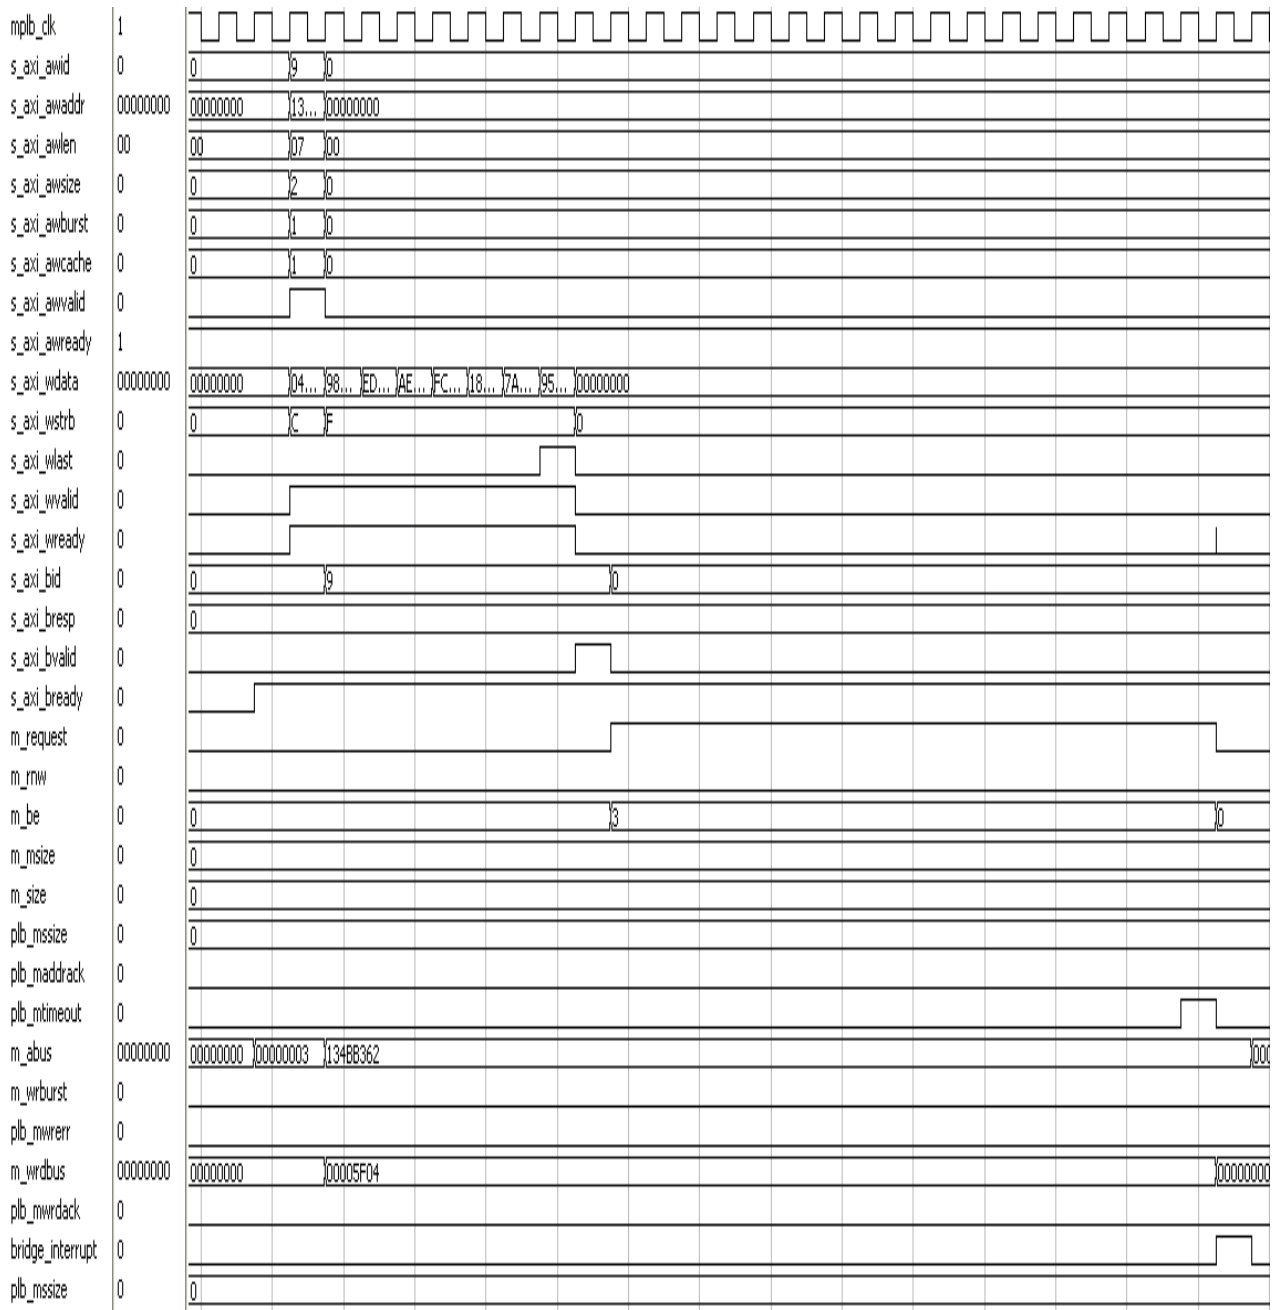 mplb_clk 1
s_axi_awid 0 0 9 0
s_axi_awaddr 00000000 00000000 13... 00000000
s_axi_awlen 00 00 07 00
s_axi_awsize 0 0 2 0
s_axi_awburst 0 0 1 0
s_axi_awcache 0 0 1 0
s_axi_awvalid 0
s_axi_awready 1
s_axi_wdata 00000000 00000000 04... 98... ED... AE... FC... 18... 7A... 95... 00000000
s_axi_wstrb 0 0 C F 0
s_axi_wlast 0
s_axi_wvalid 0
s_axi_wready 0
s_axi_bid 0 0 9 0
s_axi_bresp 0 0
s_axi_bvalid 0
s_axi_bready 0
m_request 0
m_rnw 0
m_be 0 0 3 0
m_msize 0 0
m_size 0 0
plb_mssize 0 0
plb_maddrack 0
plb_mtimeout 0
m_abus 00000000 00000000 00000003 134BB362 000
m_wrburst 0
plb_mwrerr 0
m_wrdbus 00000000 00000000 00005F04 00000000
plb_mwrdack 0
bridge_interrupt 0
plb_mssize 0 0